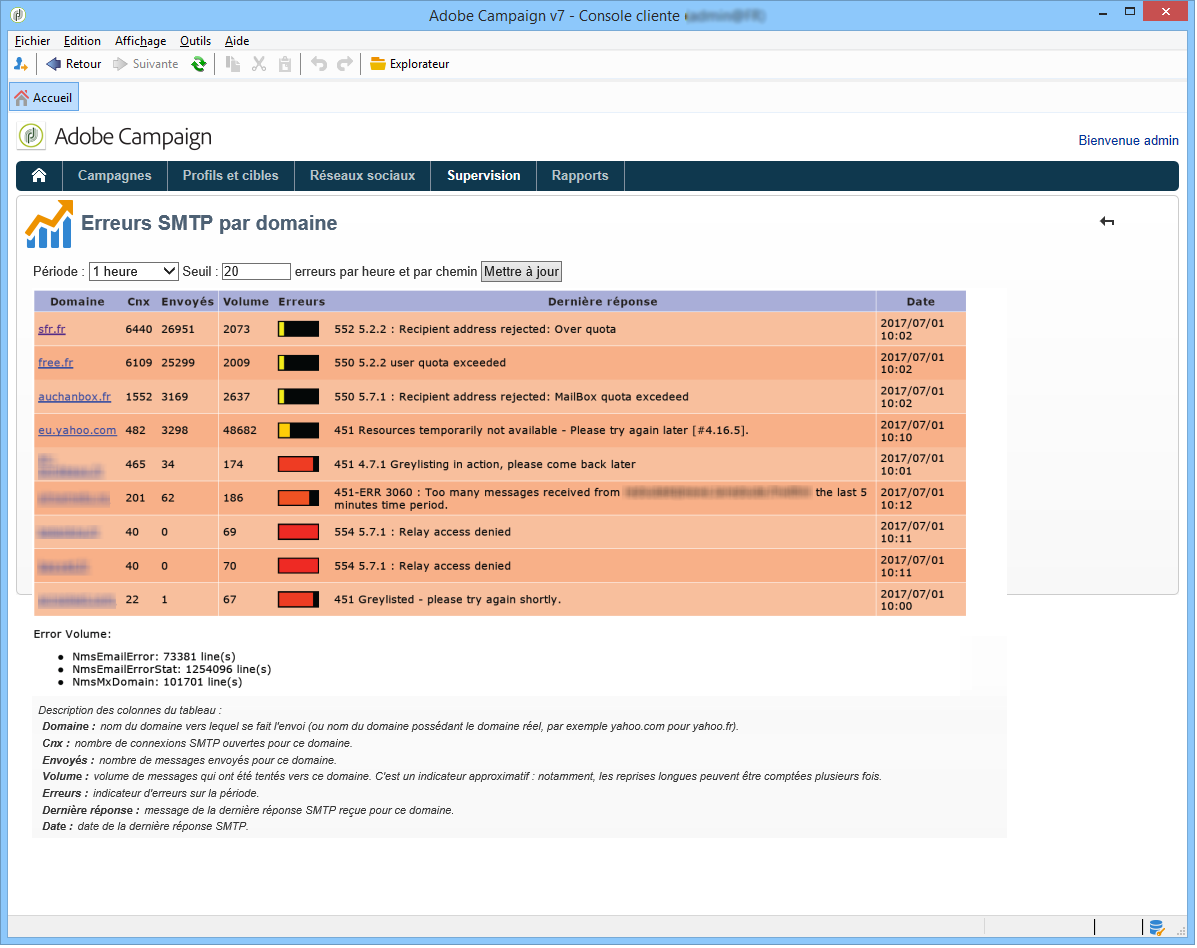 Adobe Campaign v7 - Console cliente
Fichier Edition Affichage Outils Aide
Retour Suivante Explorateur
Accueil
Adobe Campaign
Bienvenue admin
Campagnes Profils et cibles Réseaux sociaux Supervision Rapports
Erreurs SMTP par domaine
Période : 1 heure Seuil : 20 erreurs par heure et par chemin Mettre à jour
Domaine Cnx Envoyés Volume Erreurs Dernière réponse Date
sfr.fr 6440 26951 2073 552 5.2.2 : Recipient address rejected: Over quota 2017/07/01 10:02
free.fr 6109 25299 2009 550 5.2.2 user quota exceeded 2017/07/01 10:02
auchanbox.fr 1552 3169 2637 550 5.7.1 : Recipient address rejected: MailBox quota excedeed 2017/07/01 10:02
eu.yahoo.com 482 3298 48682 451 Resources temporarily not available - Please try again later [#4.16.5]. 2017/07/01 10:10
465 34 174 451 4.7.1 Greylisting in action, please come back later 2017/07/01 10:01
201 62 186 451-ERR 3060 : Too many messages received from the last 5 minutes time period. 2017/07/01 10:12
40 0 69 554 5.7.1 : Relay access denied 2017/07/01 10:11
40 0 70 554 5.7.1 : Relay access denied 2017/07/01 10:11
22 1 67 451 Greylisted - please try again shortly. 2017/07/01 10:00
Error Volume:
• NmsEmailError: 73381 line(s)
• NmsEmailErrorStat: 1254096 line(s)
• NmsMxDomain: 101701 line(s)
Description des colonnes du tableau :
Domaine : nom du domaine vers lequel se fait l'envoi (ou nom du domaine possédant le domaine réel, par exemple yahoo.com pour yahoo.fr).
Cnx : nombre de connexions SMTP ouvertes pour ce domaine.
Envoyés : nombre de messages envoyés pour ce domaine.
Volume : volume de messages qui ont été tentés vers ce domaine. C'est un indicateur approximatif : notamment, les reprises longues peuvent être comptées plusieurs fois.
Erreurs : indicateur d'erreurs sur la période.
Dernière réponse : message de la dernière réponse SMTP reçue pour ce domaine.
Date : date de la dernière réponse SMTP.